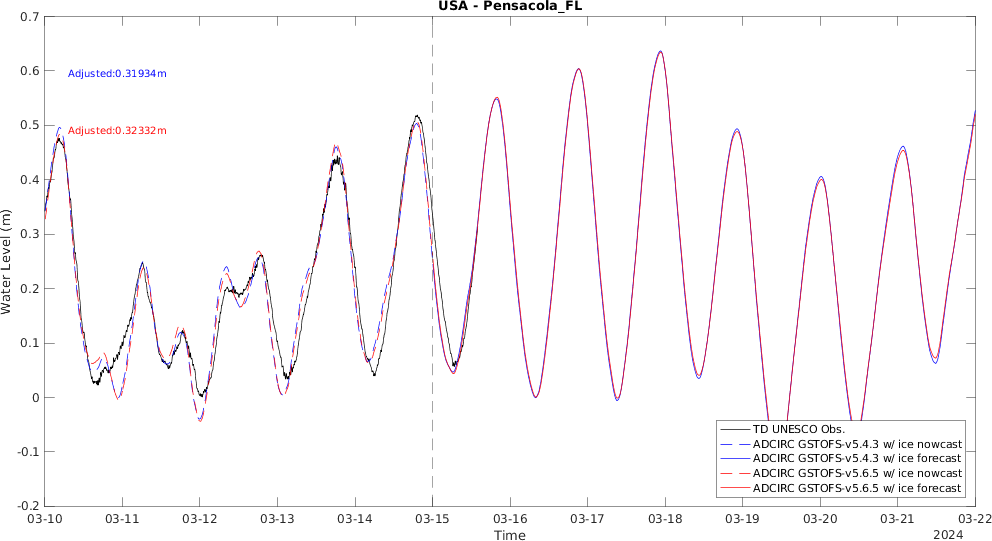 USA - Pensacola_FL
0.7
0.6
0.5
0.4
0.3
0.2
0.1
0
-0.1
-0.2
Water Level (m)
Adjusted:0.31934m
Adjusted:0.32332m
TD UNESCO Obs.
ADCIRC GSTOFS-v5.4.3 w/ ice nowcast
ADCIRC GSTOFS-v5.4.3 w/ ice forecast
ADCIRC GSTOFS-v5.6.5 w/ ice nowcast
ADCIRC GSTOFS-v5.6.5 w/ ice forecast
03-10 03-11 03-12 03-13 03-14 03-15 03-16 03-17 03-18 03-19 03-20 03-21 03-22
Time
2024